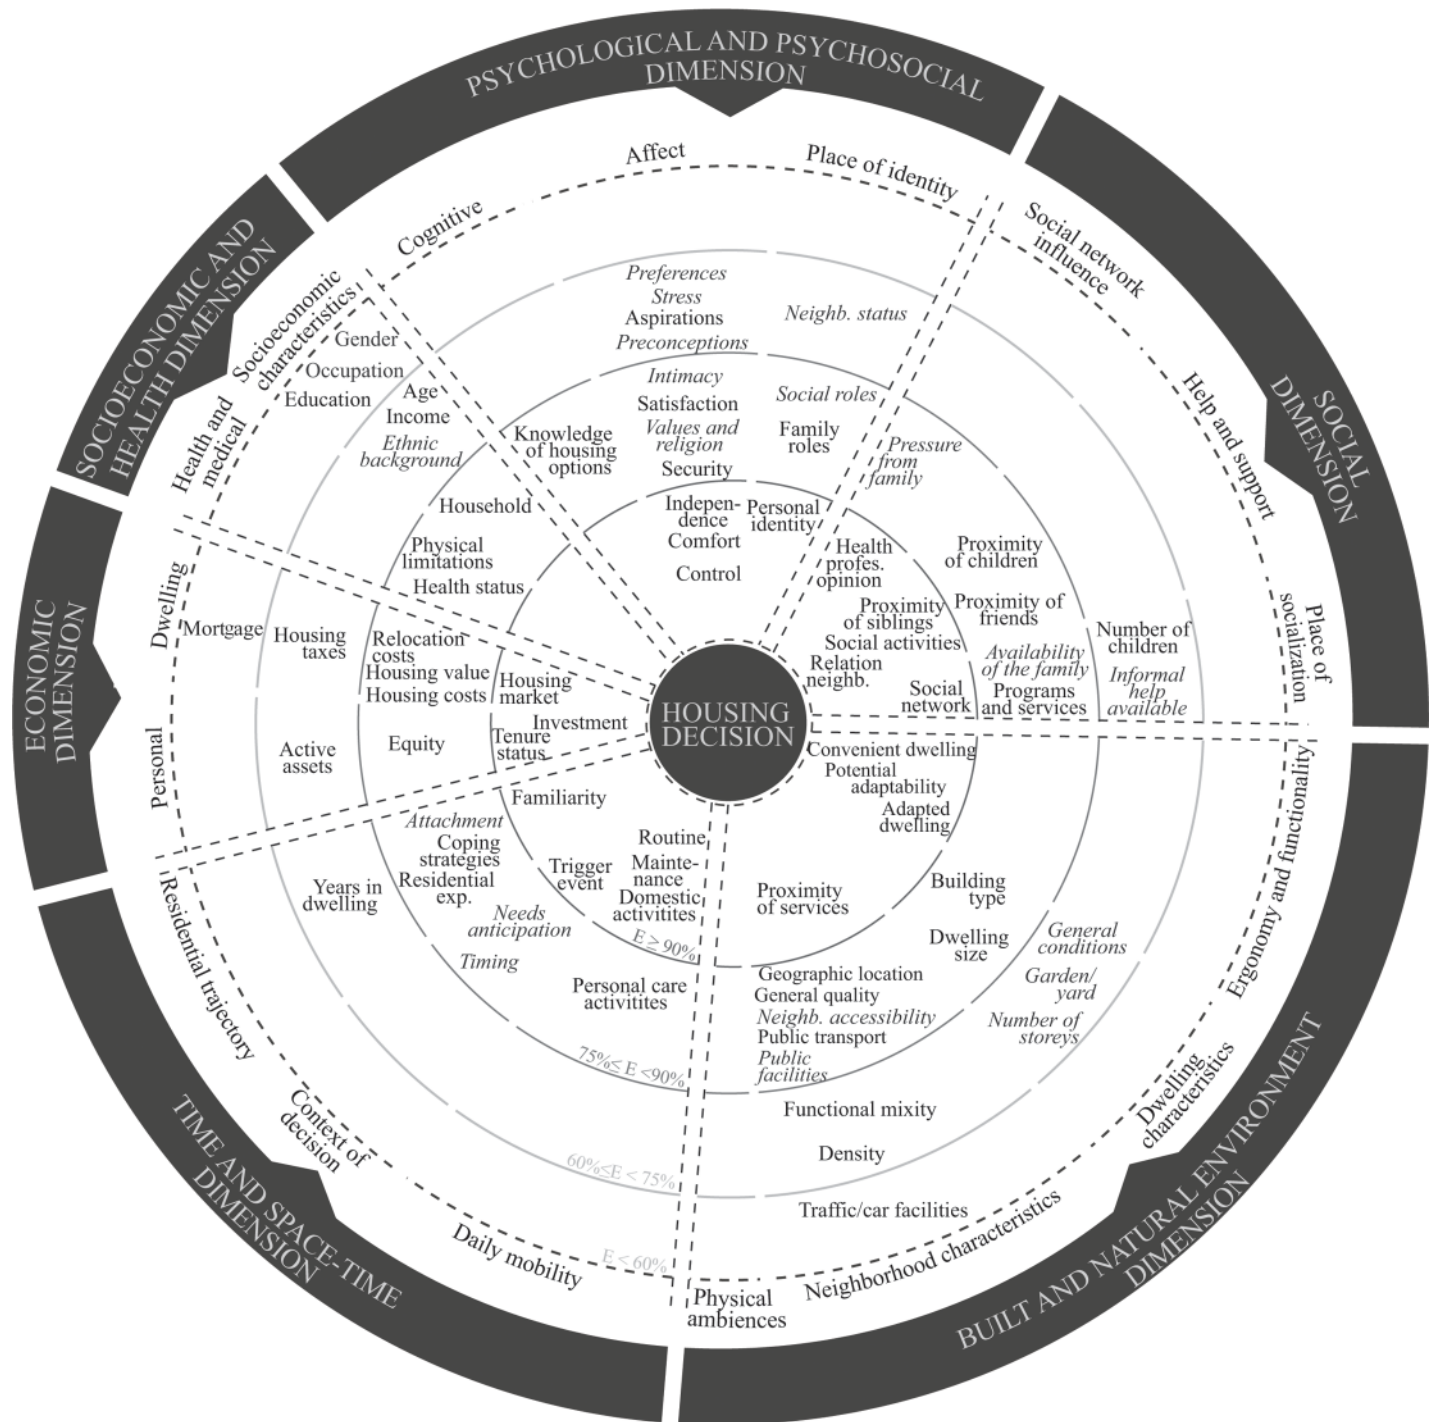 PSYCHOLOGICAL AND PSYCHOSOCIAL
DIMENSION
Affect
Place of identity
Cognitive
Preferences
Stress
Aspirations
Preconceptions
Neighb. status
Intimacy
Satisfaction
Values and
religion
Security
Social roles
Family
roles
Knowledge
of housing
options
Indepen-
dence
Comfort
Control
Personal
identity
SOCIAL
DIMENSION
Social network
influence
Help and support
Place of
socialization
Pressure
from
family
Health
profes.
opinion
Proximity
of children
Proximity
of siblings
Social activities
Relation
neighb.
Social
network
Proximity of
friends
Availability
of the family
Programs
and services
Number of
children
Informal
help
available
HOUSING
DECISION
BUILT AND NATURAL ENVIRONMENT
DIMENSION
Ergonomy and functionality
Dwelling
characteristics
Neighborhood characteristics
Physical
ambiences
Convenient dwelling
Potential
adaptability
Adapted
dwelling
Proximity
of services
Building
type
Dwelling
size
General
conditions
Garden/
yard
Number of
storeys
Geographic location
General quality
Neighb. accessibility
Public transport
Public
facilities
Functional mixity
Density
Traffic/car facilities
TIME AND SPACE-TIME
DIMENSION
Residential trajectory
Context of
decision
Daily mobility
Familiarity
Attachment
Coping
strategies
Residential
exp.
Years in
dwelling
Needs
anticipation
Timing
Trigger
event
Routine
Mainte-
nance
Domestic
activitites
Personal care
activitites
E ≥ 90%
75%≤ E <90%
60%≤E < 75%
E < 60%
ECONOMIC
DIMENSION
Dwelling
Personal
Mortgage
Housing
taxes
Relocation
costs
Housing value
Housing costs
Housing
market
Investment
Tenure
status
Equity
Active
assets
SOCIOECONOMIC AND
HEALTH DIMENSION
Socioeconomic
characteristics
Health and
medical
Gender
Occupation
Education
Age
Income
Ethnic
background
Household
Physical
limitations
Health status